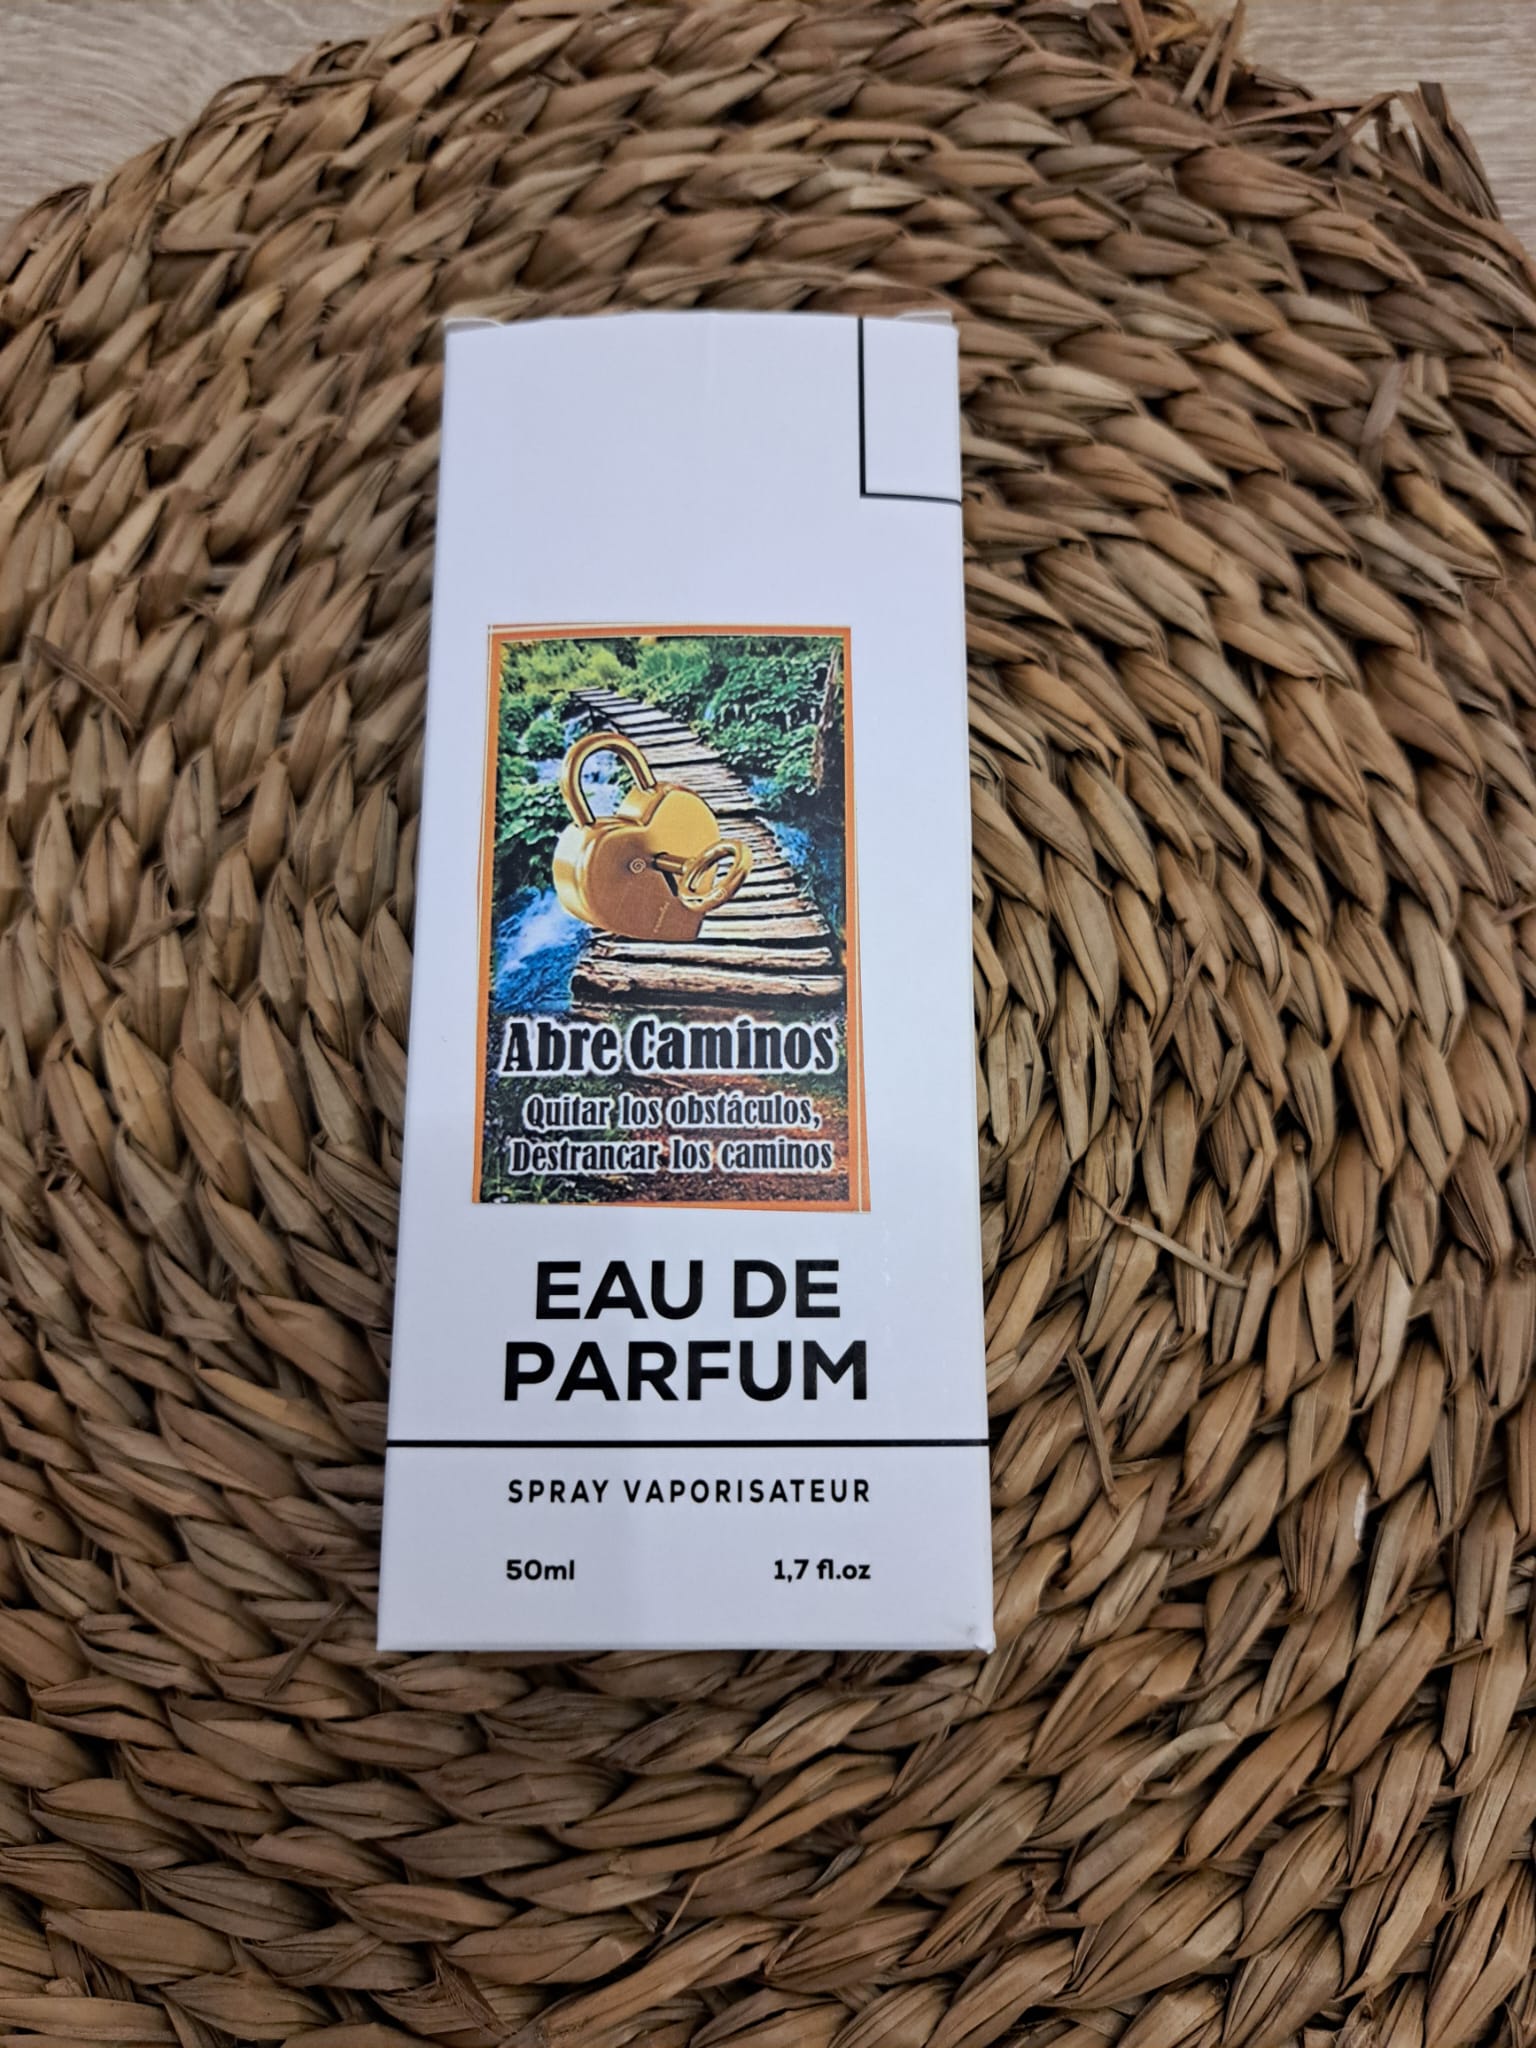 Abre Caminos
Quitar los obstáculos,
Destrancar los caminos
EAU DE
PARFUM
SPRAY VAPORISATEUR
50ml 1,7 fl.oz